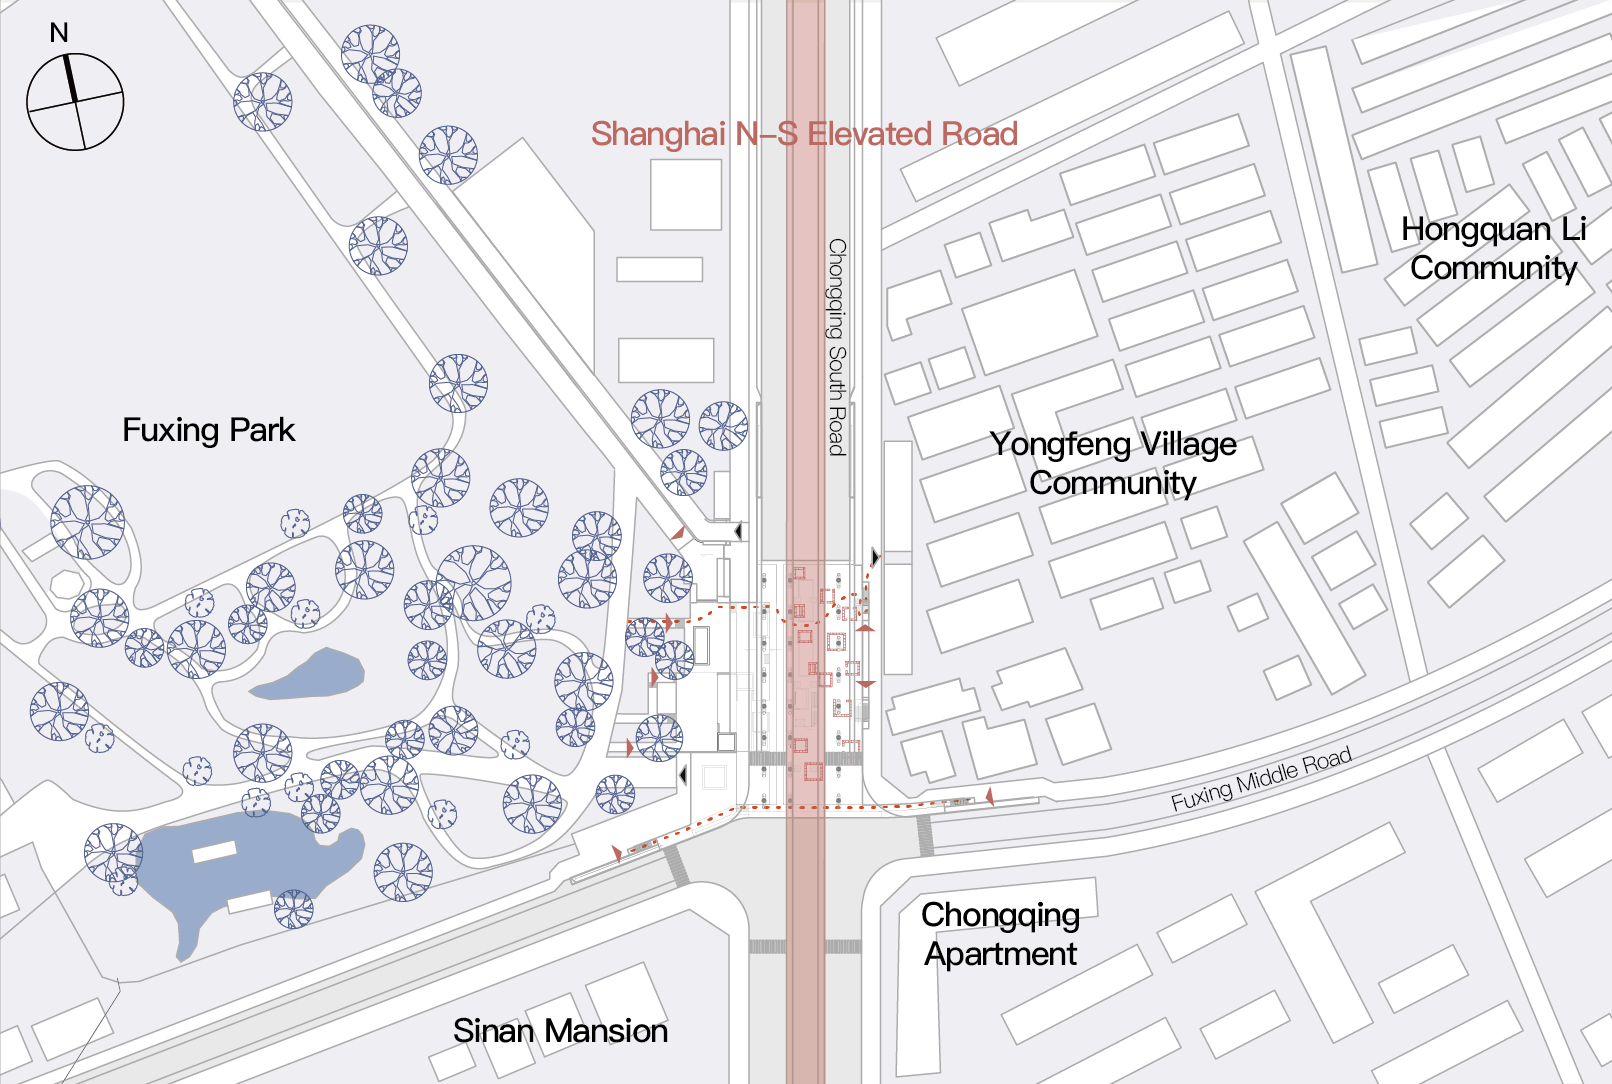 N
Shanghai N–S Elevated Road
Chongqing South Road
Hongquan Li
Community
Fuxing Park
Yongfeng Village
Community
Fuxing Middle Road
Chongqing
Apartment
Sinan Mansion